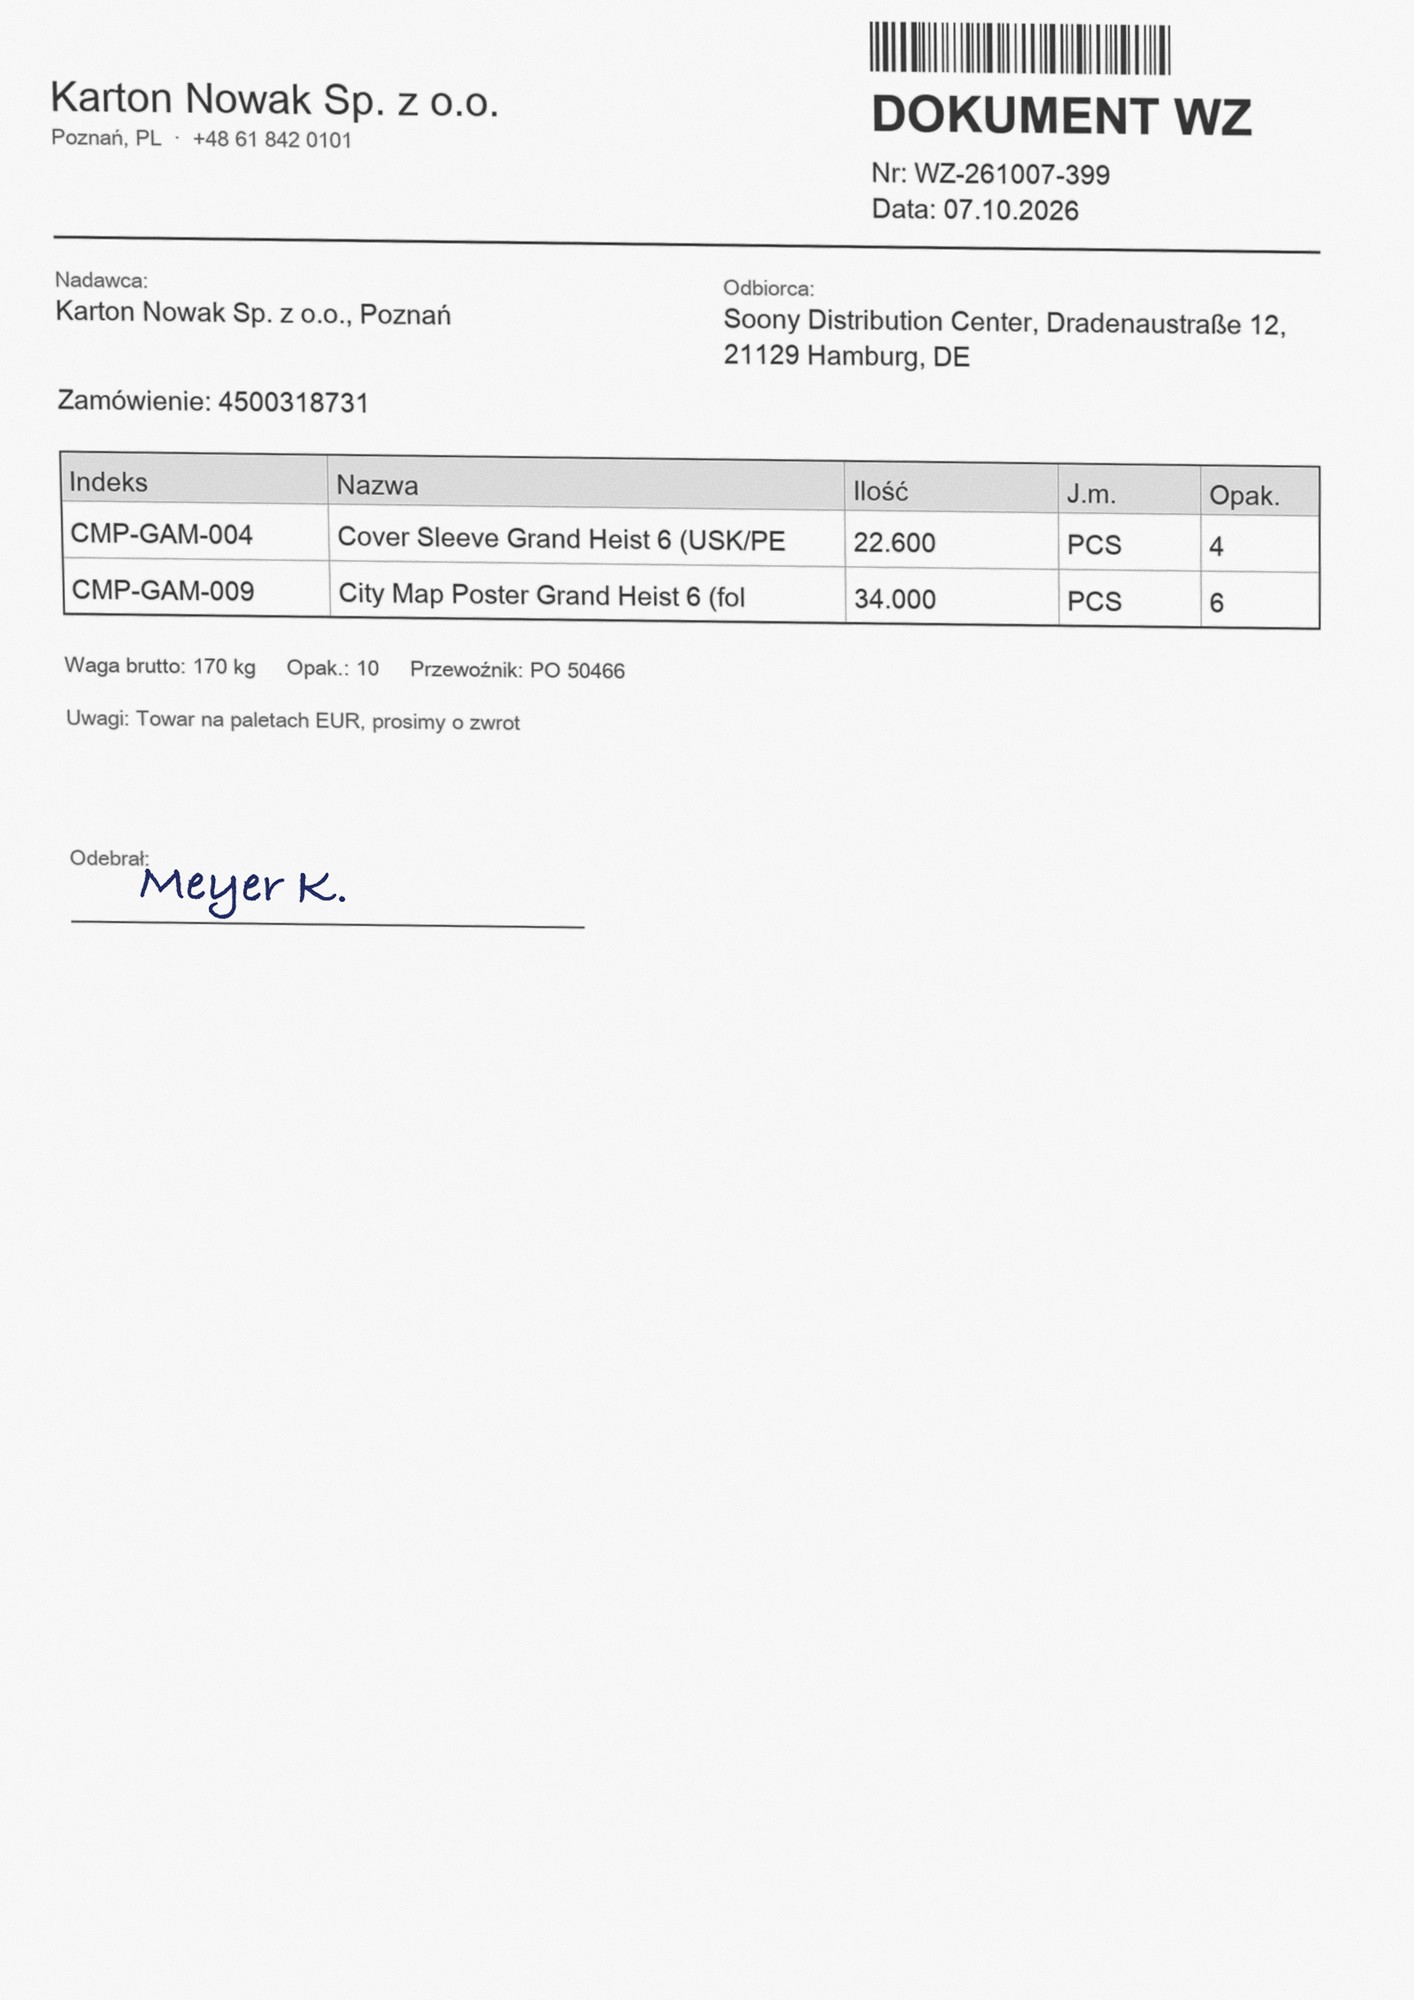 Karton Nowak Sp. z o.o.
Poznań, PL · +48 61 842 0101
DOKUMENT WZ
Nr: WZ-261007-399
Data: 07.10.2026
Nadawca:
Karton Nowak Sp. z o.o., Poznań
Odbiorca:
Soony Distribution Center, Dradenaustraße 12,
21129 Hamburg, DE
Zamówienie: 4500318731
Indeks Nazwa Ilość J.m. Opak.
CMP-GAM-004 Cover Sleeve Grand Heist 6 (USK/PE 22.600 PCS 4
CMP-GAM-009 City Map Poster Grand Heist 6 (fol 34.000 PCS 6
Waga brutto: 170 kg Opak.: 10 Przewoźnik: PO 50466
Uwagi: Towar na paletach EUR, prosimy o zwrot
Odebrał:
Meyer K.